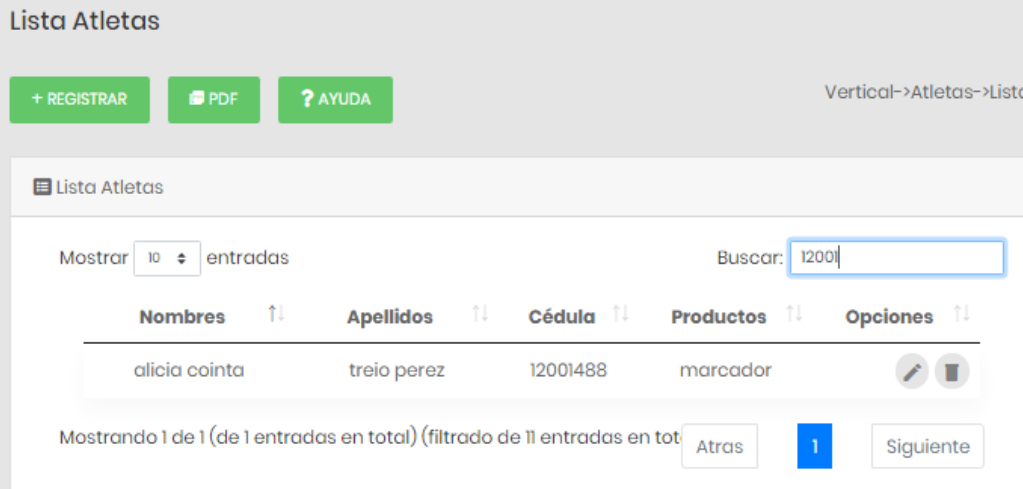 Lista Atletas
+ REGISTRAR PDF ? AYUDA
Vertical->Atletas->Lista
Lista Atletas
Mostrar 10 entradas Buscar: 12001
Nombres Apellidos Cédula Productos Opciones
alicia cointa treio perez 12001488 marcador
Mostrando 1 de 1 (de 1 entradas en total) (filtrado de 11 entradas en tot
Atras 1 Siguiente